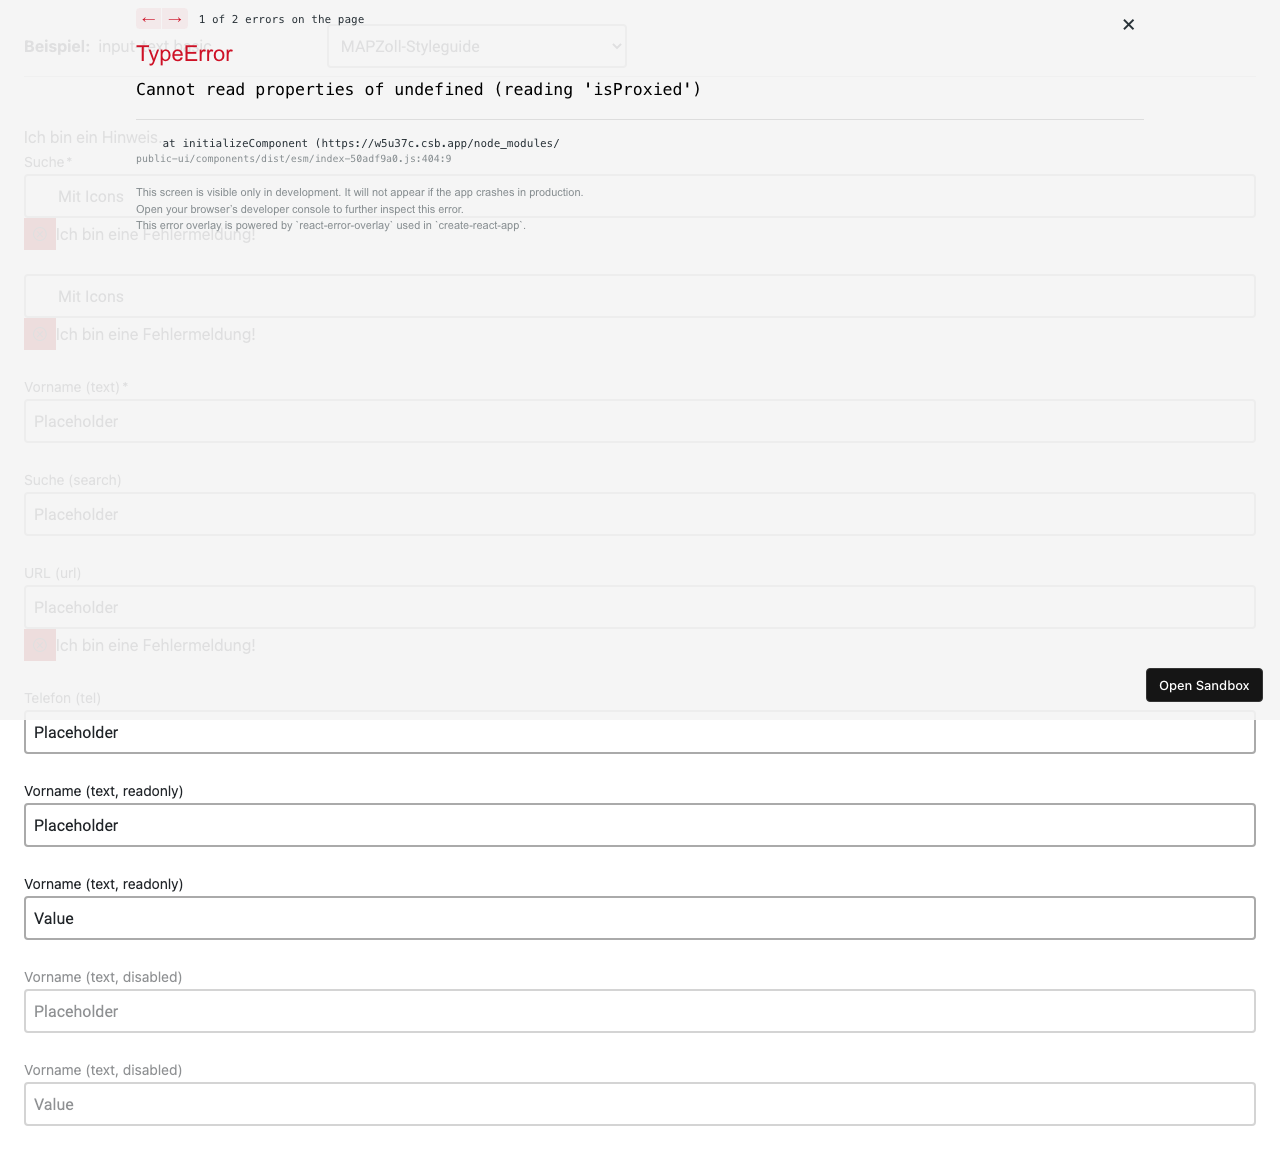 ← → 1 of 2 errors on the page
✕
Beispiel: input-text basic
MAPZoll-Styleguide
TypeError
Cannot read properties of undefined (reading 'isProxied')
Ich bin ein Hinweis
at initializeComponent (https://w5u37c.csb.app/node_modules/
public-ui/components/dist/esm/index-50adf9a0.js:404:9
Suche*
Mit Icons
This screen is visible only in development. It will not appear if the app crashes in production.
Open your browser’s developer console to further inspect this error.
This error overlay is powered by `react-error-overlay` used in `create-react-app`.
Ich bin eine Fehlermeldung!
Mit Icons
Ich bin eine Fehlermeldung!
Vorname (text)*
Placeholder
Suche (search)
Placeholder
URL (url)
Placeholder
Ich bin eine Fehlermeldung!
Open Sandbox
Telefon (tel)
Placeholder
Vorname (text, readonly)
Placeholder
Vorname (text, readonly)
Value
Vorname (text, disabled)
Placeholder
Vorname (text, disabled)
Value